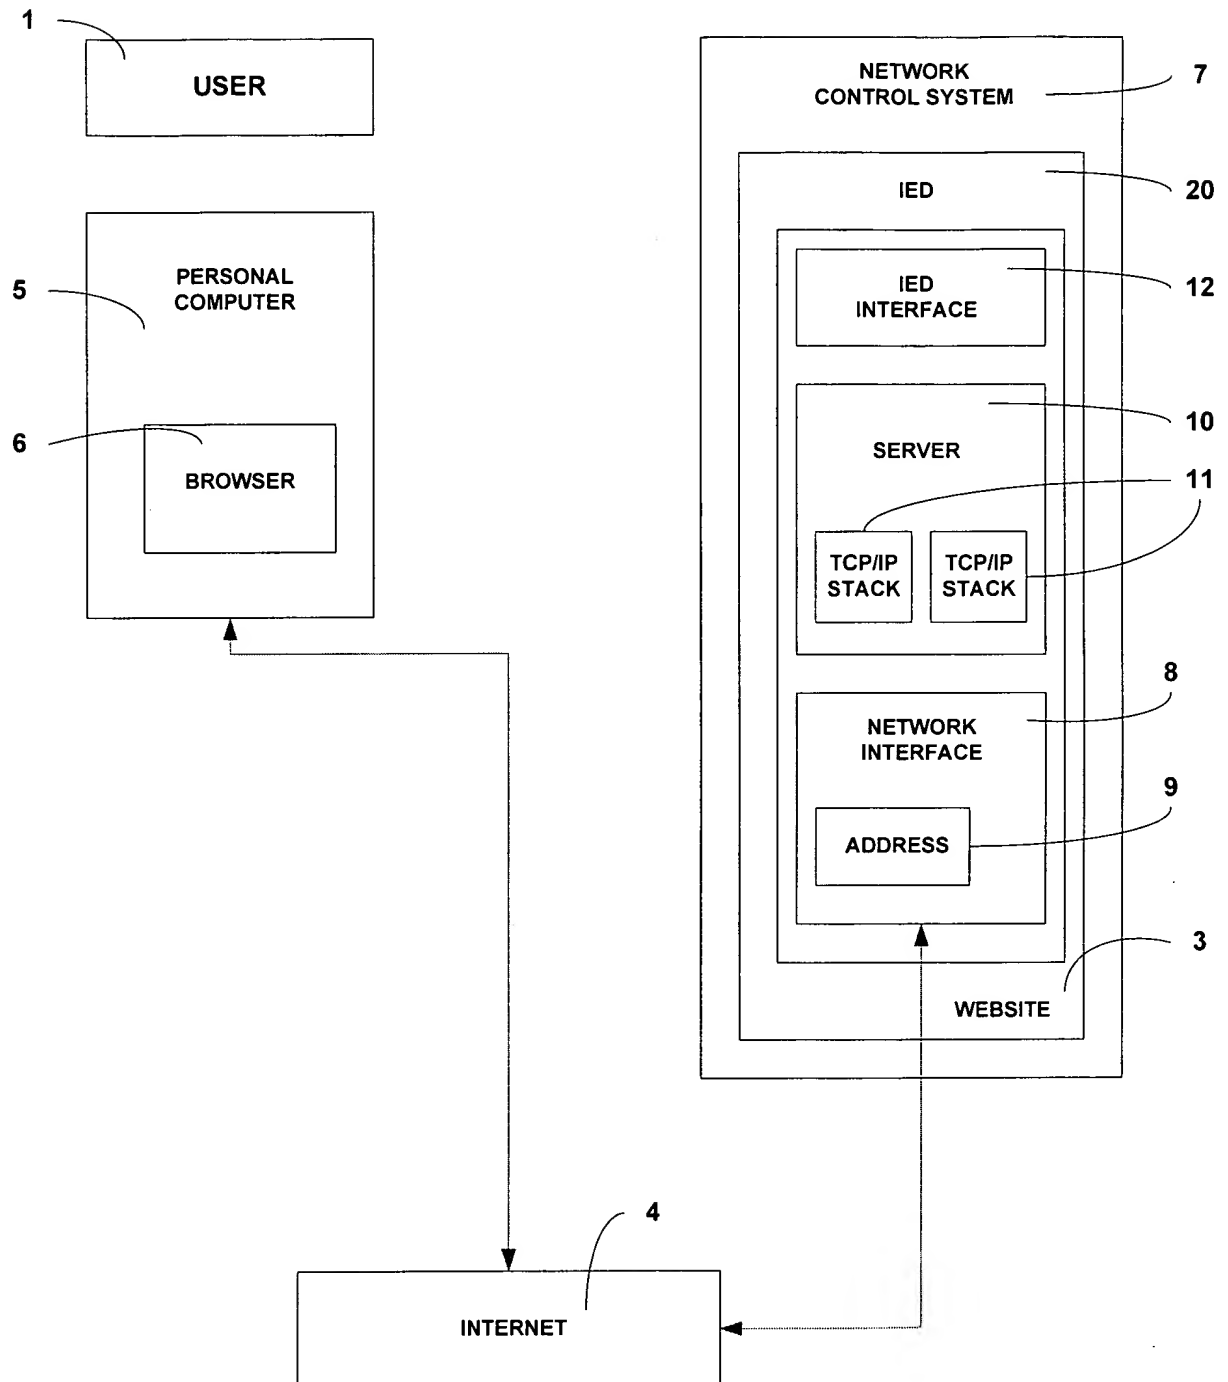 1
USER
5
PERSONAL
COMPUTER
6
BROWSER
NETWORK
CONTROL SYSTEM
7
IED
20
IED
INTERFACE
12
SERVER
10
11
TCP/IP
STACK
TCP/IP
STACK
NETWORK
INTERFACE
8
ADDRESS
9
WEBSITE
3
4
INTERNET